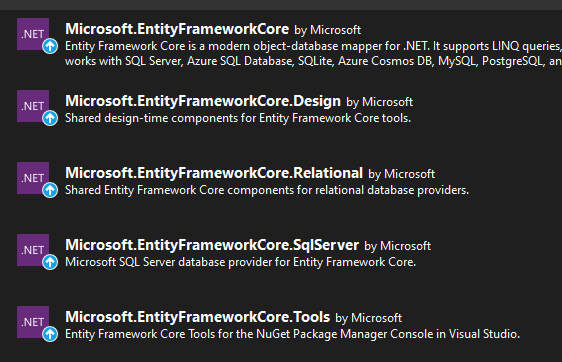 .NET
Microsoft.EntityFrameworkCore by Microsoft
Entity Framework Core is a modern object-database mapper for .NET. It supports LINQ queries,
works with SQL Server, Azure SQL Database, SQLite, Azure Cosmos DB, MySQL, PostgreSQL, an
.NET
Microsoft.EntityFrameworkCore.Design by Microsoft
Shared design-time components for Entity Framework Core tools.
.NET
Microsoft.EntityFrameworkCore.Relational by Microsoft
Shared Entity Framework Core components for relational database providers.
.NET
Microsoft.EntityFrameworkCore.SqlServer by Microsoft
Microsoft SQL Server database provider for Entity Framework Core.
.NET
Microsoft.EntityFrameworkCore.Tools by Microsoft
Entity Framework Core Tools for the NuGet Package Manager Console in Visual Studio.